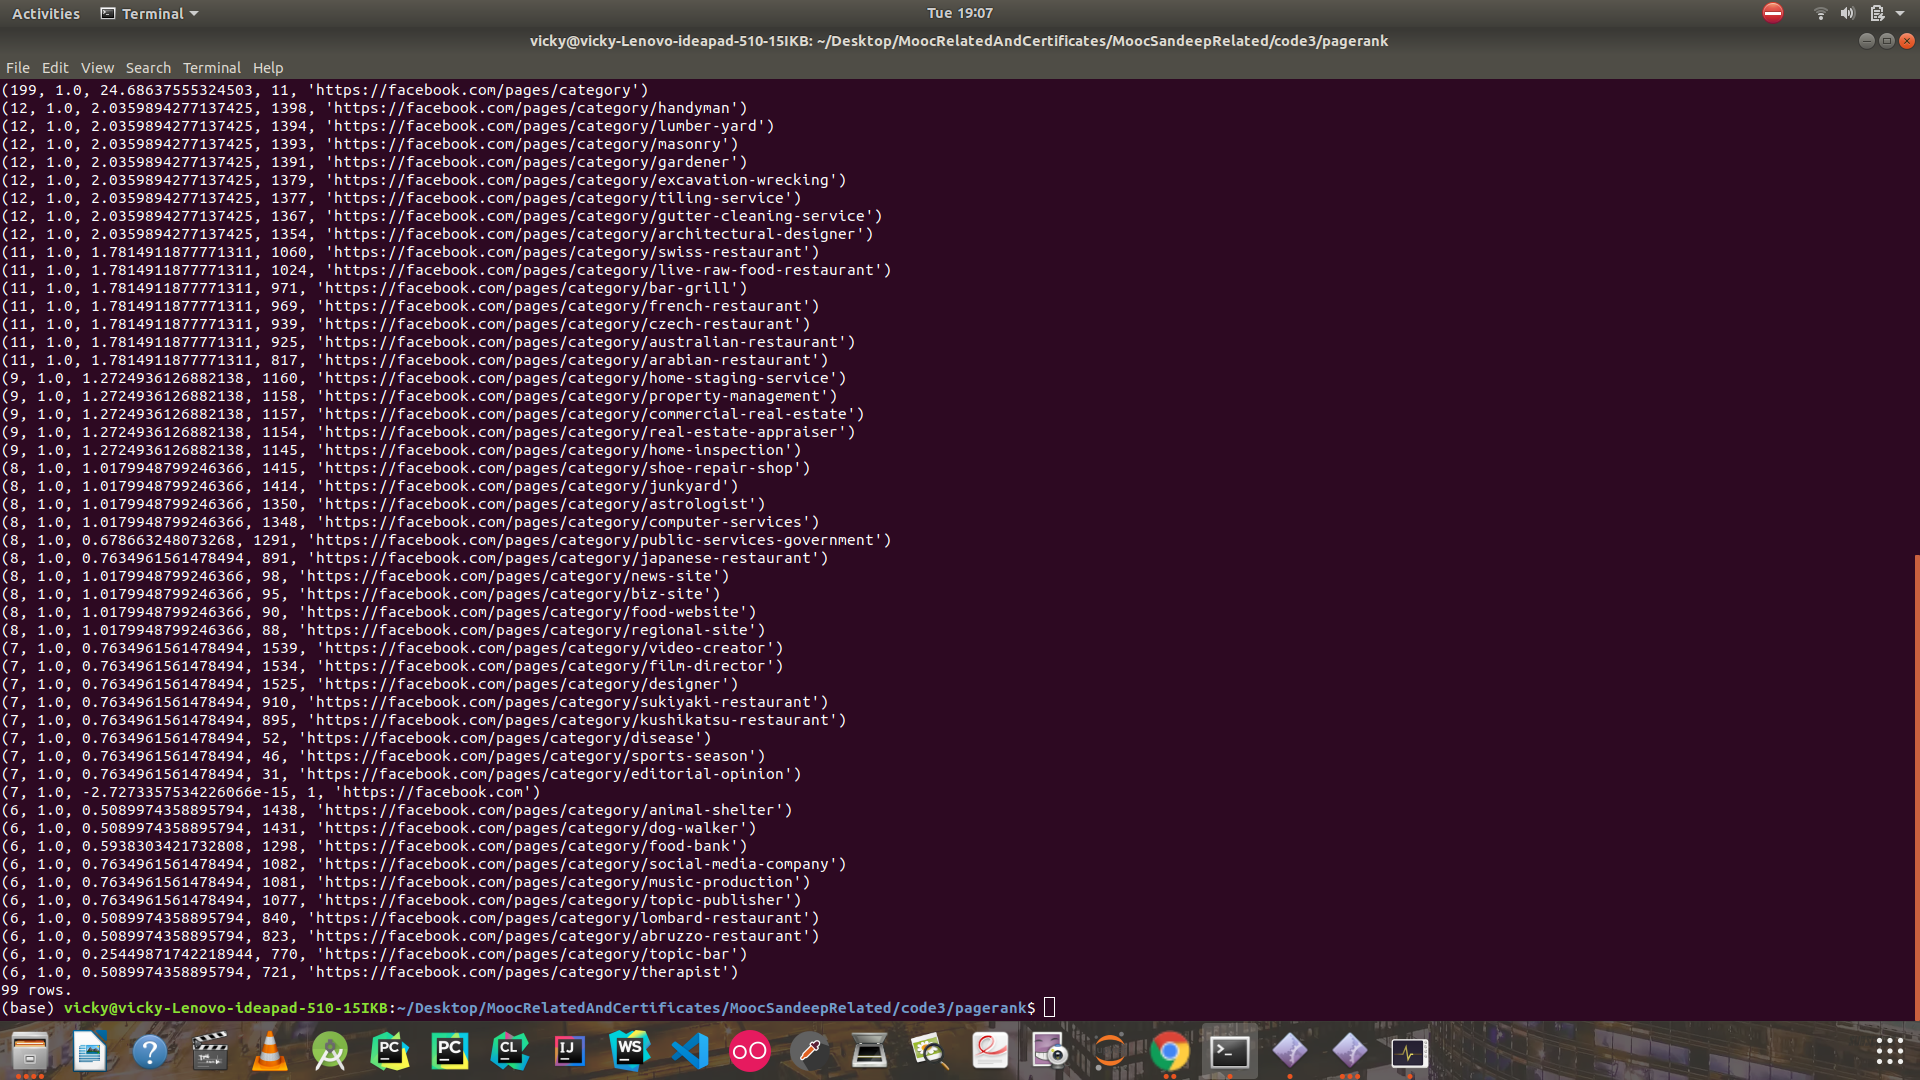 Activities Terminal Tue 19:07
vicky@vicky-Lenovo-ideapad-510-15IKB: ~/Desktop/MoocRelatedAndCertificates/MoocSandeepRelated/code3/pagerank
File Edit View Search Terminal Help
(199, 1.0, 24.68637555324503, 11, 'https://facebook.com/pages/category')
(12, 1.0, 2.0359894277137425, 1398, 'https://facebook.com/pages/category/handyman')
(12, 1.0, 2.0359894277137425, 1394, 'https://facebook.com/pages/category/lumber-yard')
(12, 1.0, 2.0359894277137425, 1393, 'https://facebook.com/pages/category/masonry')
(12, 1.0, 2.0359894277137425, 1391, 'https://facebook.com/pages/category/gardener')
(12, 1.0, 2.0359894277137425, 1379, 'https://facebook.com/pages/category/excavation-wrecking')
(12, 1.0, 2.0359894277137425, 1377, 'https://facebook.com/pages/category/tiling-service')
(12, 1.0, 2.0359894277137425, 1367, 'https://facebook.com/pages/category/gutter-cleaning-service')
(12, 1.0, 2.0359894277137425, 1354, 'https://facebook.com/pages/category/architectural-designer')
(11, 1.0, 1.7814911877771311, 1060, 'https://facebook.com/pages/category/swiss-restaurant')
(11, 1.0, 1.7814911877771311, 1024, 'https://facebook.com/pages/category/live-raw-food-restaurant')
(11, 1.0, 1.7814911877771311, 971, 'https://facebook.com/pages/category/bar-grill')
(11, 1.0, 1.7814911877771311, 969, 'https://facebook.com/pages/category/french-restaurant')
(11, 1.0, 1.7814911877771311, 939, 'https://facebook.com/pages/category/czech-restaurant')
(11, 1.0, 1.7814911877771311, 925, 'https://facebook.com/pages/category/australian-restaurant')
(11, 1.0, 1.7814911877771311, 817, 'https://facebook.com/pages/category/arabian-restaurant')
(9, 1.0, 1.2724936126882138, 1160, 'https://facebook.com/pages/category/home-staging-service')
(9, 1.0, 1.2724936126882138, 1158, 'https://facebook.com/pages/category/property-management')
(9, 1.0, 1.2724936126882138, 1157, 'https://facebook.com/pages/category/commercial-real-estate')
(9, 1.0, 1.2724936126882138, 1154, 'https://facebook.com/pages/category/real-estate-appraiser')
(9, 1.0, 1.2724936126882138, 1145, 'https://facebook.com/pages/category/home-inspection')
(8, 1.0, 1.0179948799246366, 1415, 'https://facebook.com/pages/category/shoe-repair-shop')
(8, 1.0, 1.0179948799246366, 1414, 'https://facebook.com/pages/category/junkyard')
(8, 1.0, 1.0179948799246366, 1350, 'https://facebook.com/pages/category/astrologist')
(8, 1.0, 1.0179948799246366, 1348, 'https://facebook.com/pages/category/computer-services')
(8, 1.0, 0.678663248073268, 1291, 'https://facebook.com/pages/category/public-services-government')
(8, 1.0, 0.7634961561478494, 891, 'https://facebook.com/pages/category/japanese-restaurant')
(8, 1.0, 1.0179948799246366, 98, 'https://facebook.com/pages/category/news-site')
(8, 1.0, 1.0179948799246366, 95, 'https://facebook.com/pages/category/biz-site')
(8, 1.0, 1.0179948799246366, 90, 'https://facebook.com/pages/category/food-website')
(8, 1.0, 1.0179948799246366, 88, 'https://facebook.com/pages/category/regional-site')
(7, 1.0, 0.7634961561478494, 1539, 'https://facebook.com/pages/category/video-creator')
(7, 1.0, 0.7634961561478494, 1534, 'https://facebook.com/pages/category/film-director')
(7, 1.0, 0.7634961561478494, 1525, 'https://facebook.com/pages/category/designer')
(7, 1.0, 0.7634961561478494, 910, 'https://facebook.com/pages/category/sukiyaki-restaurant')
(7, 1.0, 0.7634961561478494, 895, 'https://facebook.com/pages/category/kushikatsu-restaurant')
(7, 1.0, 0.7634961561478494, 52, 'https://facebook.com/pages/category/disease')
(7, 1.0, 0.7634961561478494, 46, 'https://facebook.com/pages/category/sports-season')
(7, 1.0, 0.7634961561478494, 31, 'https://facebook.com/pages/category/editorial-opinion')
(7, 1.0, -2.7273357534226066e-15, 1, 'https://facebook.com')
(6, 1.0, 0.5089974358895794, 1438, 'https://facebook.com/pages/category/animal-shelter')
(6, 1.0, 0.5089974358895794, 1431, 'https://facebook.com/pages/category/dog-walker')
(6, 1.0, 0.5938303421732808, 1298, 'https://facebook.com/pages/category/food-bank')
(6, 1.0, 0.7634961561478494, 1082, 'https://facebook.com/pages/category/social-media-company')
(6, 1.0, 0.7634961561478494, 1081, 'https://facebook.com/pages/category/music-production')
(6, 1.0, 0.7634961561478494, 1077, 'https://facebook.com/pages/category/topic-publisher')
(6, 1.0, 0.5089974358895794, 840, 'https://facebook.com/pages/category/lombard-restaurant')
(6, 1.0, 0.5089974358895794, 823, 'https://facebook.com/pages/category/abruzzo-restaurant')
(6, 1.0, 0.25449871742218944, 770, 'https://facebook.com/pages/category/topic-bar')
(6, 1.0, 0.5089974358895794, 721, 'https://facebook.com/pages/category/therapist')
99 rows.
(base) vicky@vicky-Lenovo-ideapad-510-15IKB:~/Desktop/MoocRelatedAndCertificates/MoocSandeepRelated/code3/pagerank$
PC PC CL IJ WS